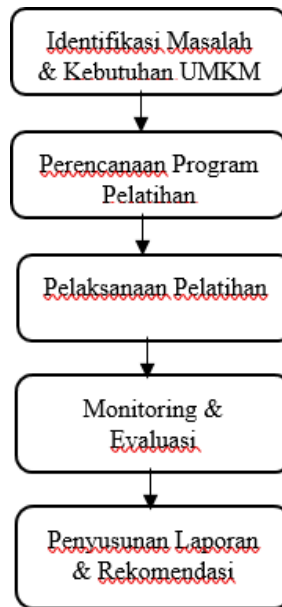 Identifikasi Masalah
& Kebutuhan UMKM
Perencanaan Program
Pelatihan
Pelaksanaan Pelatihan
Monitoring &
Evaluasi
Penyusunan Laporan
& Rekomendasi